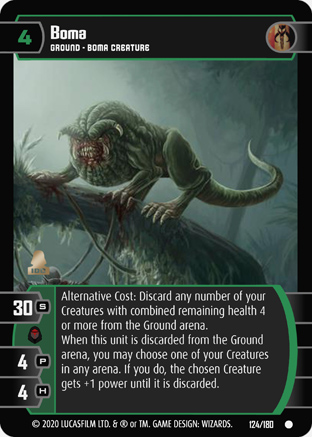 4
Boma
GROUND - BOMA CREATURE
30 S
4 P
4 H
Alternative Cost: Discard any number of your
Creatures with combined remaining health 4
or more from the Ground arena.
When this unit is discarded from the Ground
arena, you may choose one of your Creatures
in any arena. If you do, the chosen Creature
gets +1 power until it is discarded.
© 2020 LUCASFILM LTD. & ® or TM. GAME DESIGN: WIZARDS. 124/180